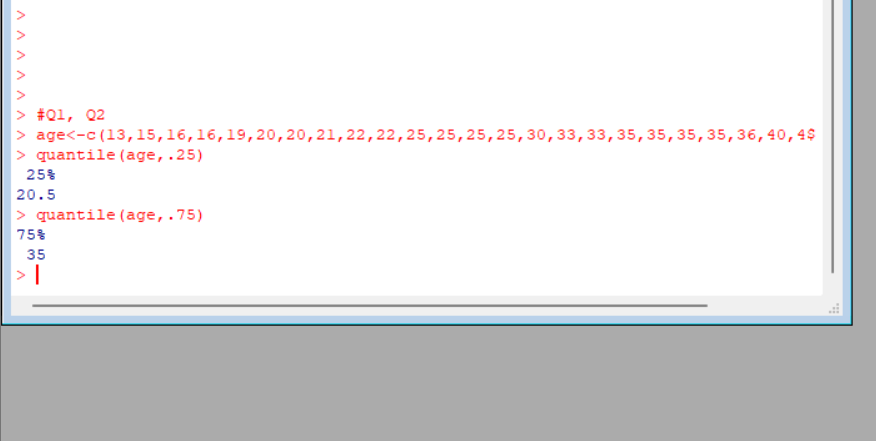 >
>
>
>
>
> #Q1, Q2
> age<-c(13,15,16,16,19,20,20,21,22,22,25,25,25,25,30,33,33,35,35,35,35,36,40,4$
> quantile(age,.25)
25%
20.5
> quantile(age,.75)
75%
35
>